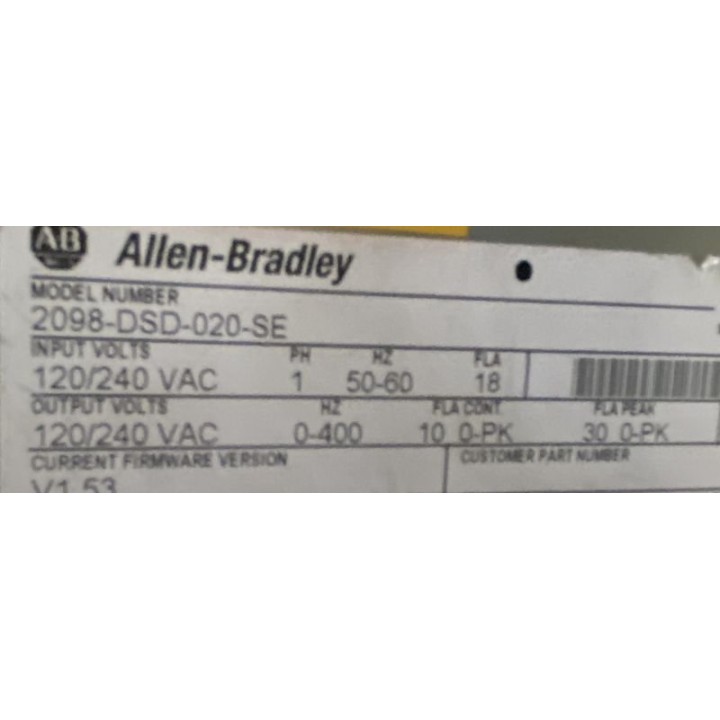 AB Allen-Bradley
MODEL NUMBER
2098-DSD-020-SE
INPUT VOLTS PH HZ FLA
120/240 VAC 1 50-60 18
OUTPUT VOLTS HZ FLA CONT. FLA PEAK
120/240 VAC 0-400 10 0-PK 30 0-PK
CURRENT FIRMWARE VERSION CUSTOMER PART NUMBER
V1.53